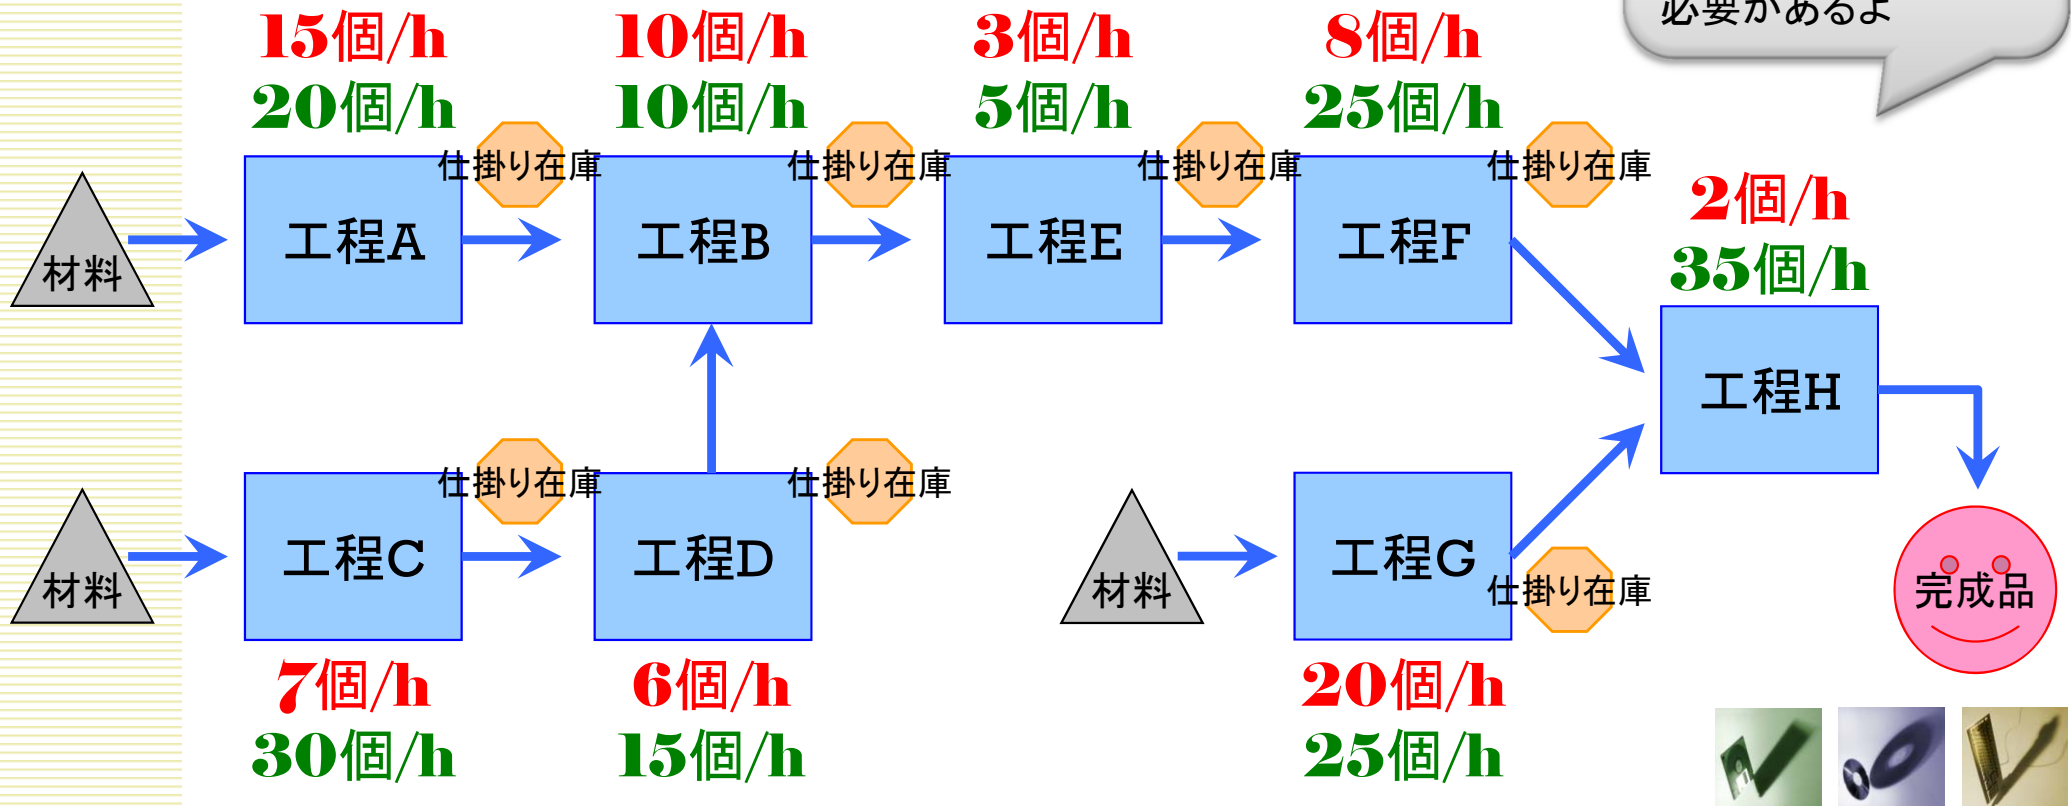 必要があるよ
15個/h
20個/h
10個/h
10個/h
3個/h
5個/h
8個/h
25個/h
仕掛り在庫
仕掛り在庫
仕掛り在庫
仕掛り在庫
2個/h
35個/h
材料
工程A
工程B
工程E
工程F
工程H
仕掛り在庫
仕掛り在庫
材料
工程C
工程D
材料
工程G
仕掛り在庫
完成品
7個/h
30個/h
6個/h
15個/h
20個/h
25個/h